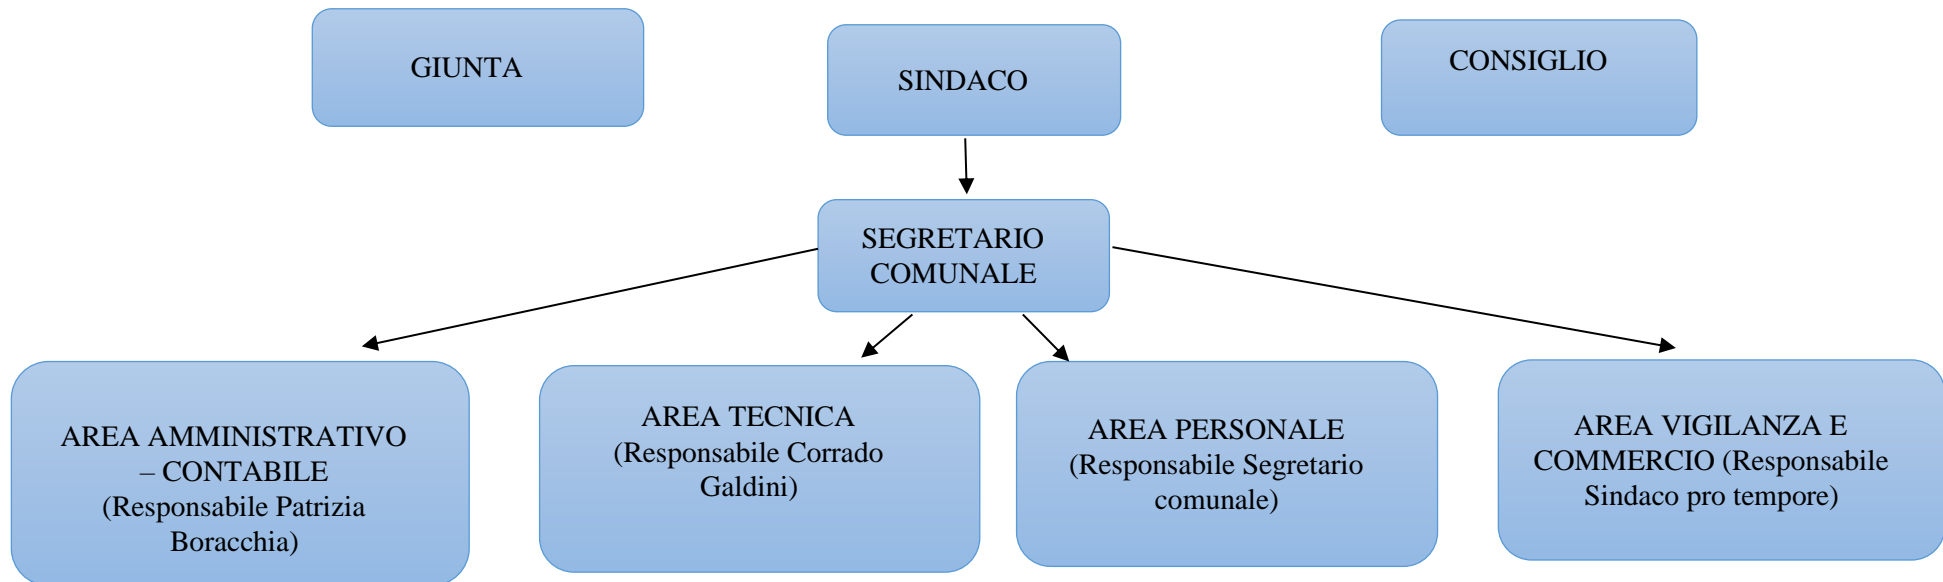 GIUNTA
SINDACO
CONSIGLIO
SEGRETARIO
COMUNALE
AREA AMMINISTRATIVO
– CONTABILE
(Responsabile Patrizia
Boracchia)
AREA TECNICA
(Responsabile Corrado
Galdini)
AREA PERSONALE
(Responsabile Segretario
comunale)
AREA VIGILANZA E
COMMERCIO (Responsabile
Sindaco pro tempore)